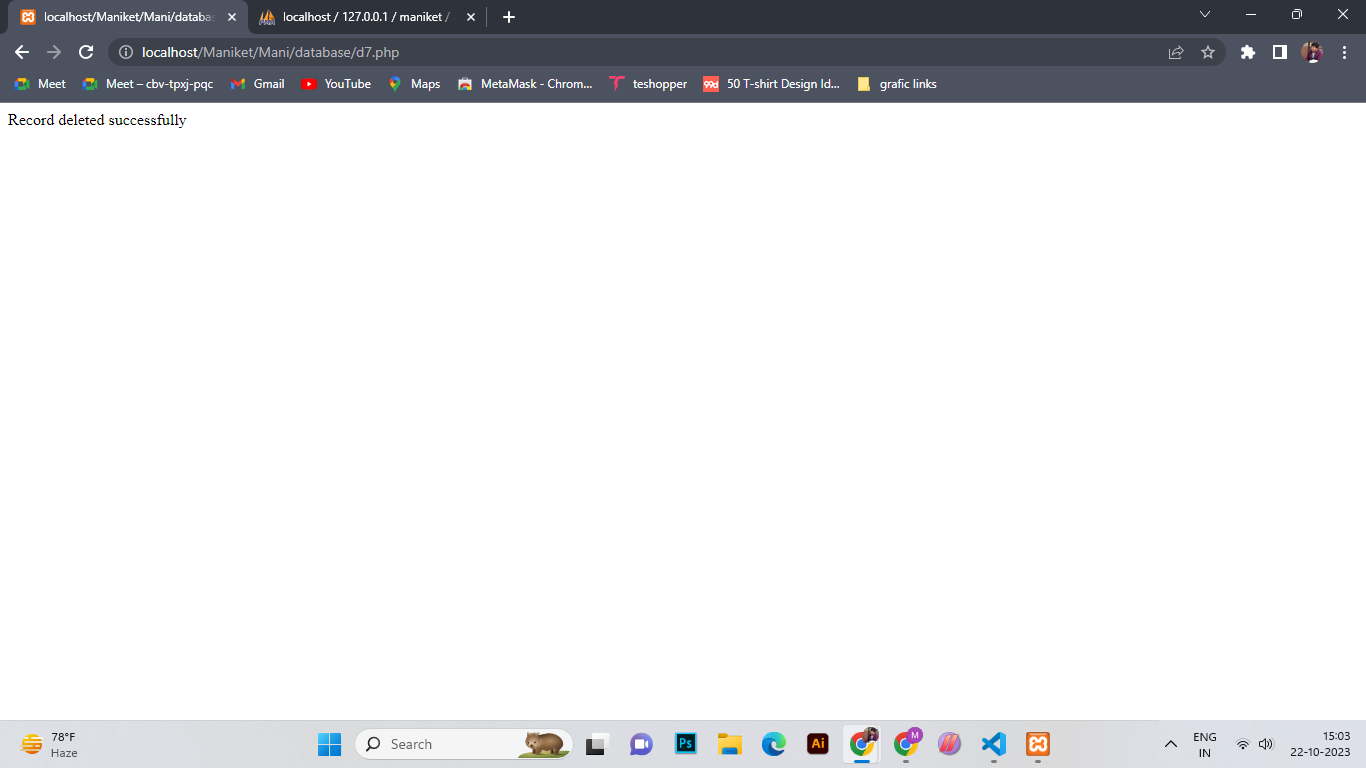 localhost/Maniket/Mani/databas
localhost / 127.0.0.1 / maniket /
localhost/Maniket/Mani/database/d7.php
Meet
Meet – cbv-tpxj-pqc
Gmail
YouTube
Maps
MetaMask - Chrom...
teshopper
99d
50 T-shirt Design Id...
grafic links
Record deleted successfully
78°F
Haze
Search
Ps
Ai
M
ENG
IN
15:03
22-10-2023